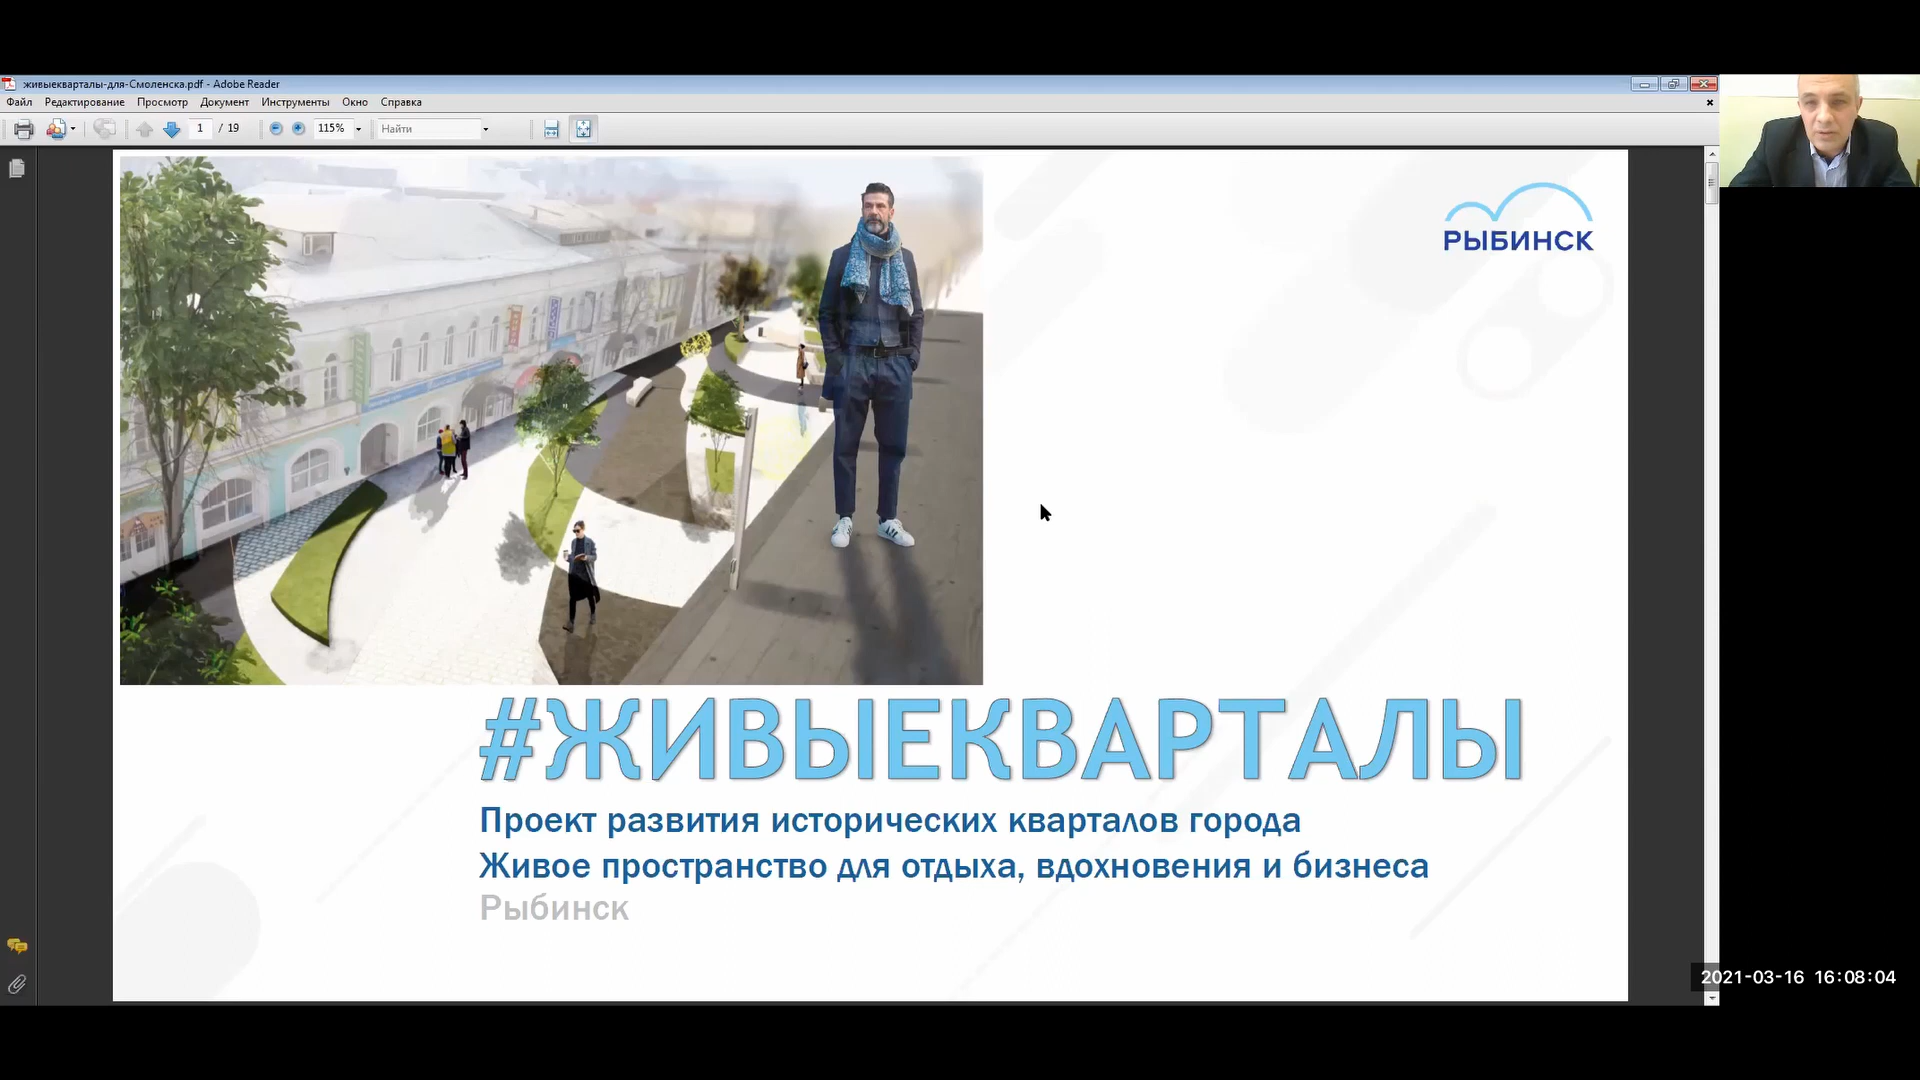 живыекварталы-для-Смоленска.pdf - Adobe Reader
Файл Редактирование Просмотр Документ Инструменты Окно Справка
1 / 19 115% Найти
РЫБИНСК
#ЖИВЫЕКВАРТАЛЫ
Проект развития исторических кварталов города
Живое пространство для отдыха, вдохновения и бизнеса
Рыбинск
2021-03-16 16:08:04